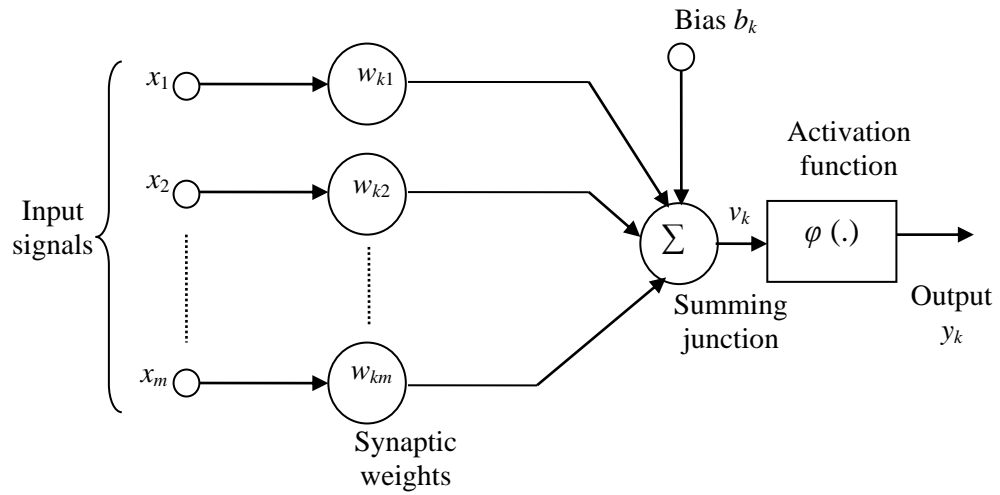 Bias b_k
x_1
w_k1
Activation
function
x_2
w_k2
Input
signals
∑
v_k
φ (.)
Summing
junction
Output
y_k
x_m
w_km
Synaptic
weights